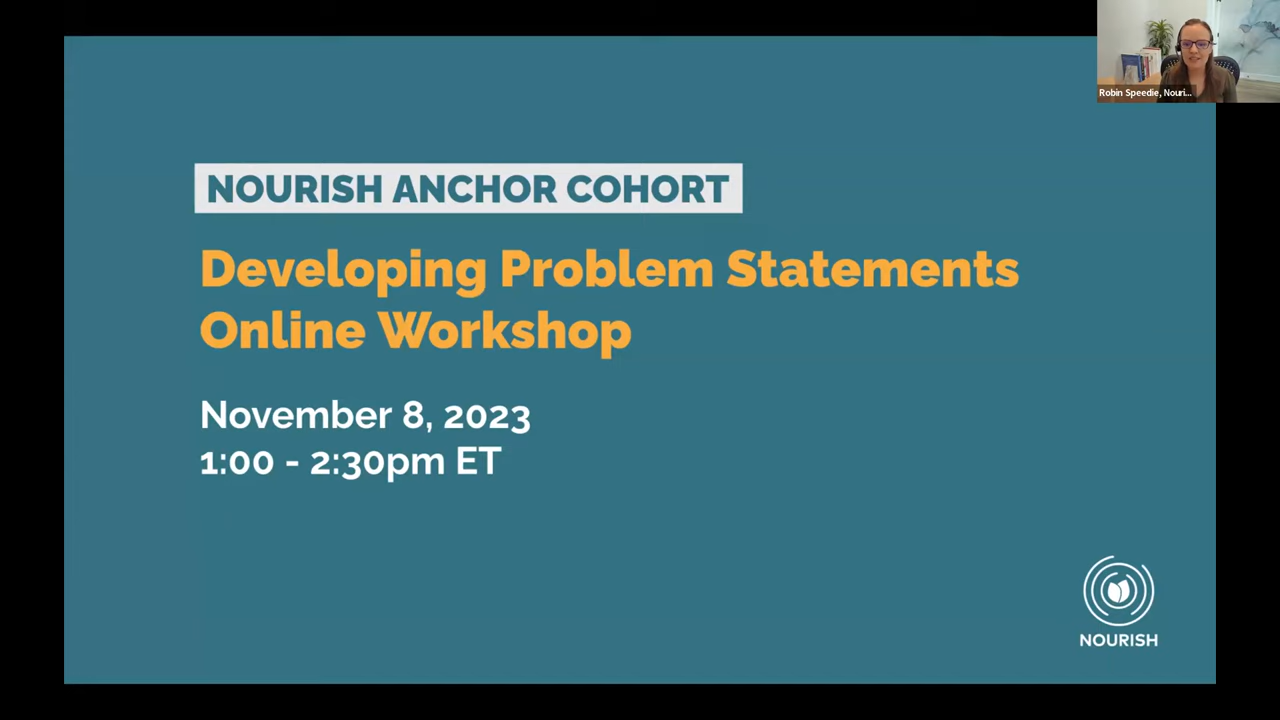 Robin Speedie, Nouri...
NOURISH ANCHOR COHORT
Developing Problem Statements
Online Workshop
November 8, 2023
1:00 - 2:30pm ET
NOURISH